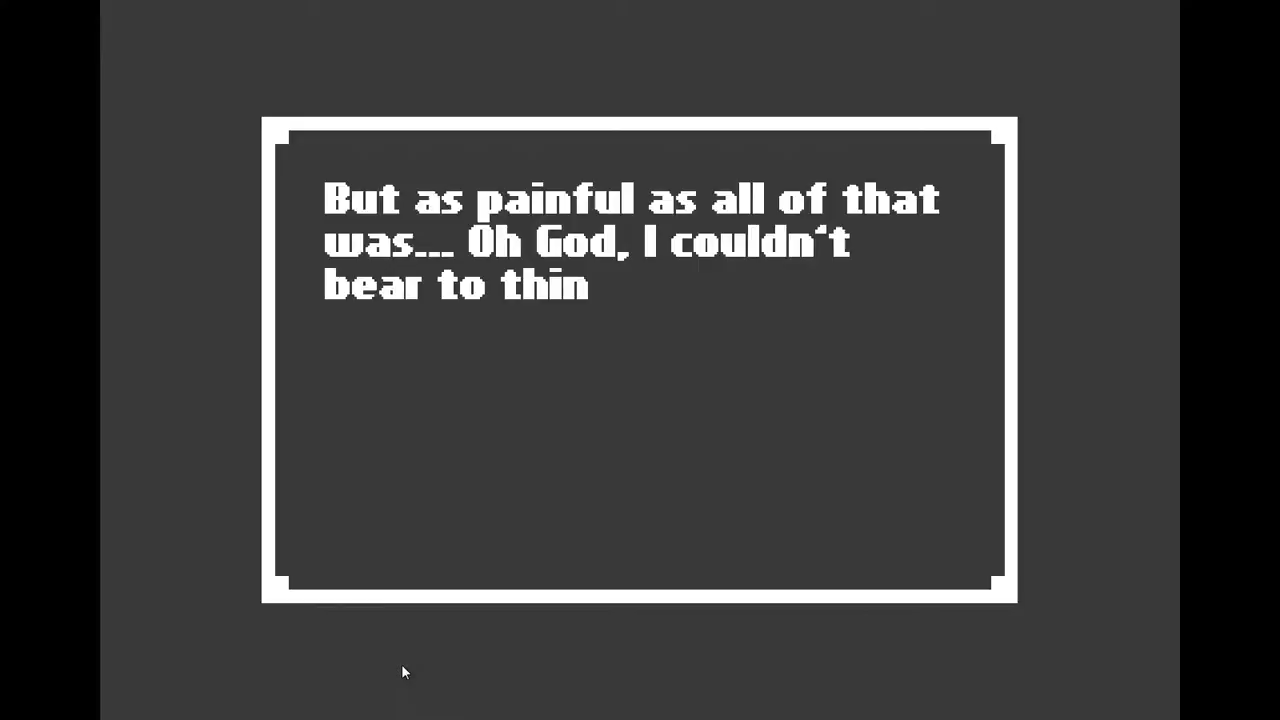 But as painful as all of that
was... Oh God, I couldn't
bear to thin